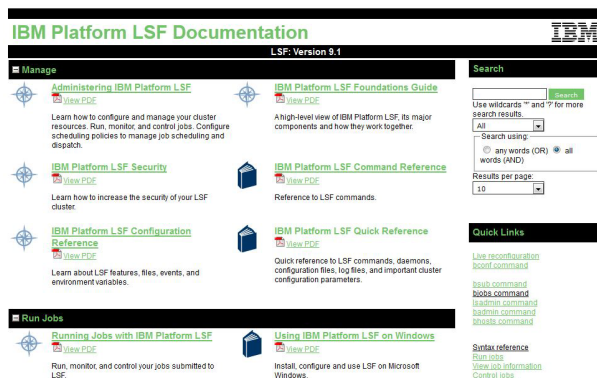 IBM Platform LSF Documentation
IBM
LSF: Version 9.1
Manage
Administering IBM Platform LSF
View PDF
Learn how to configure and manage your cluster
resources. Run, monitor, and control jobs. Configure
scheduling policies to manage job scheduling and
dispatch.
IBM Platform LSF Foundations Guide
View PDF
A high-level view of IBM Platform LSF, its major
components and how they work together.
IBM Platform LSF Security
View PDF
Learn how to increase the security of your LSF
cluster.
IBM Platform LSF Command Reference
View PDF
Reference to LSF commands.
IBM Platform LSF Configuration
Reference
View PDF
Learn about LSF features, files, events, and
environment variables.
IBM Platform LSF Quick Reference
View PDF
Quick reference to LSF commands, daemons,
configuration files, log files, and important cluster
configuration parameters.
Run Jobs
Running Jobs with IBM Platform LSF
View PDF
Run, monitor, and control your jobs submitted to
LSF.
Using IBM Platform LSF on Windows
View PDF
Install, configure and use LSF on Microsoft
Windows.
Search
Search
Use wildcards '*' and '?' for more
search results.
All
Search using:
any words (OR) all
words (AND)
Results per page:
10
Quick Links
Live reconfiguration
bconf command
bsub command
bjobs command
lsadmin command
badmin command
bhosts command
Syntax reference
Run jobs
View job information
Control jobs